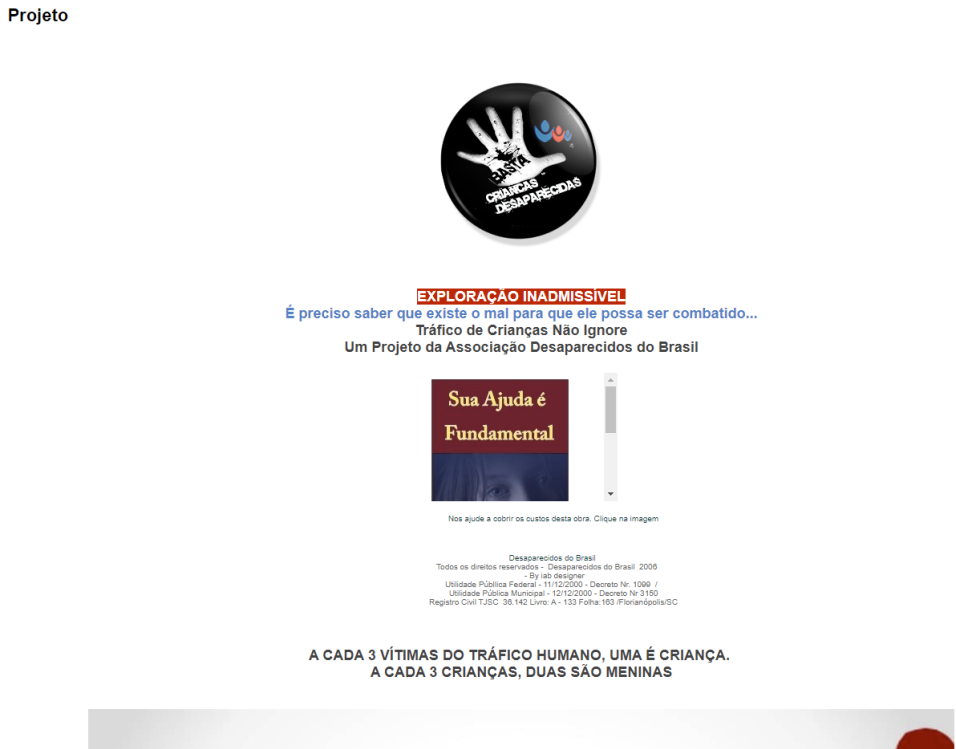 Projeto
BASTA
CRIANCAS
DESAPARECIDAS
EXPLORAÇÃO INADMISSÍVEL
É preciso saber que existe o mal para que ele possa ser combatido...
Tráfico de Crianças Não Ignore
Um Projeto da Associação Desaparecidos do Brasil
Sua Ajuda é
Fundamental
Nos ajude a cobrir os custos desta obra. Clique na imagem
Desaparecidos do Brasil
Todos os direitos reservados - Desaparecidos do Brasil 2006
- By iab designer
Utilidade Públlica Federal - 11/12/2000 - Decreto Nr. 1099 /
Utilidade Pública Municipal - 12/12/2000 - Decreto Nr 3150
Registro Civil TJSC 36.142 Livro: A - 133 Folha:163 /Florianópolis/SC
A CADA 3 VÍTIMAS DO TRÁFICO HUMANO, UMA É CRIANÇA.
A CADA 3 CRIANÇAS, DUAS SÃO MENINAS